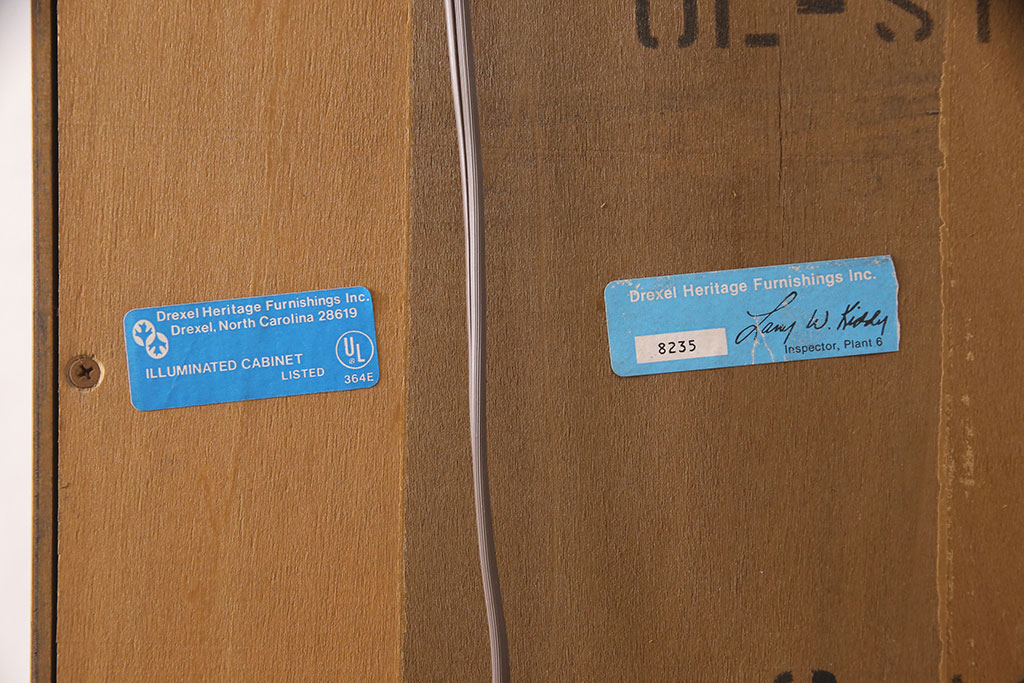 Drexel Heritage Furnishings Inc.
Drexel, North Carolina 28619
ILLUMINATED CABINET
LISTED
UL
®
364E
Drexel Heritage Furnishings Inc.
8235
Larry W. Kiddy
Inspector, Plant 6